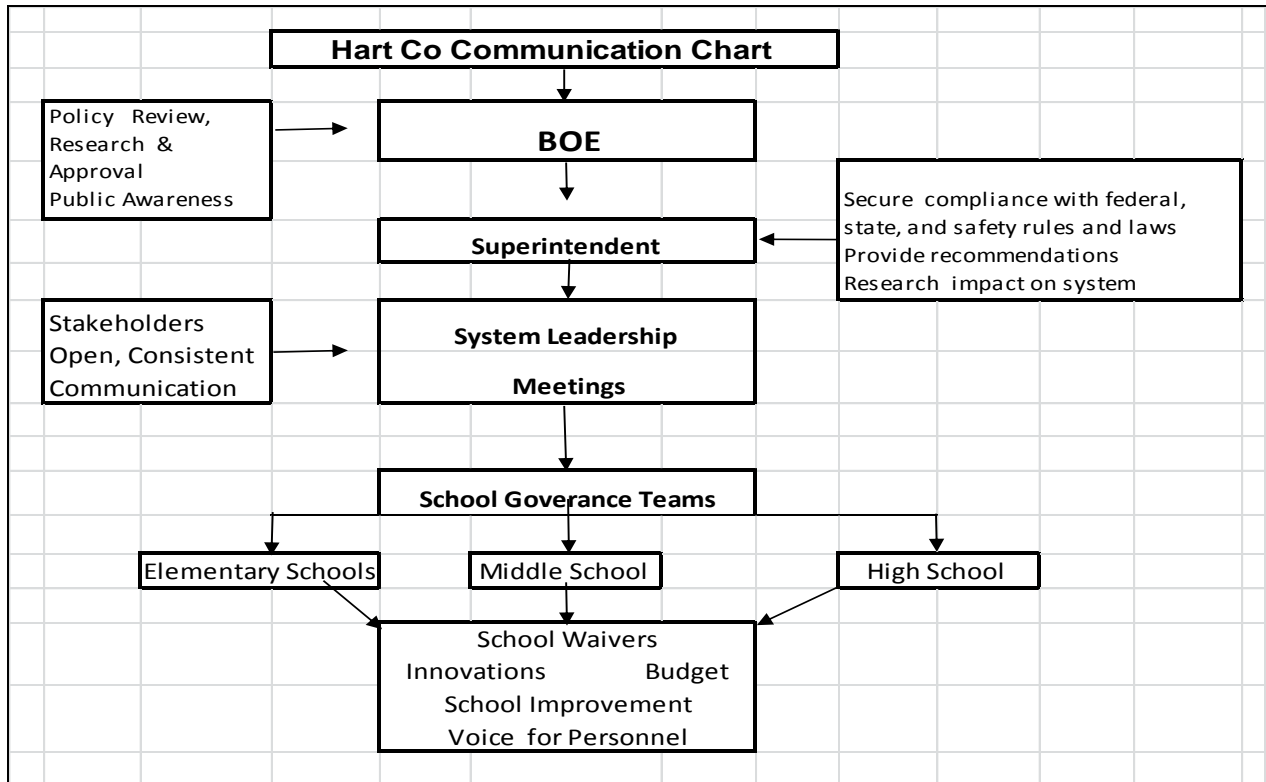 Hart Co Communication Chart
Policy Review,
Research &
Approval
Public Awareness
BOE
Secure compliance with federal,
state, and safety rules and laws
Provide recommendations
Research impact on system
Superintendent
Stakeholders
Open, Consistent
Communication
System Leadership
Meetings
School Goverance Teams
Elementary Schools
Middle School
High School
School Waivers
Innovations Budget
School Improvement
Voice for Personnel